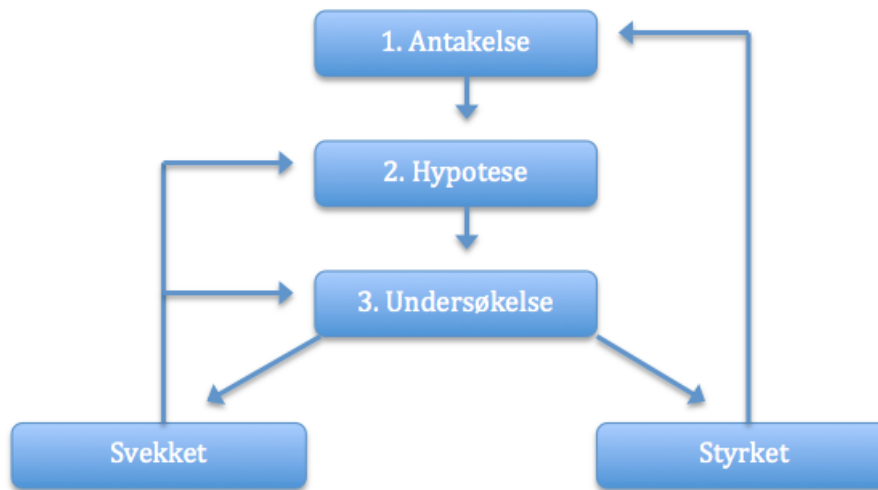 1. Antakelse
2. Hypotese
3. Undersøkelse
Svekket
Styrket